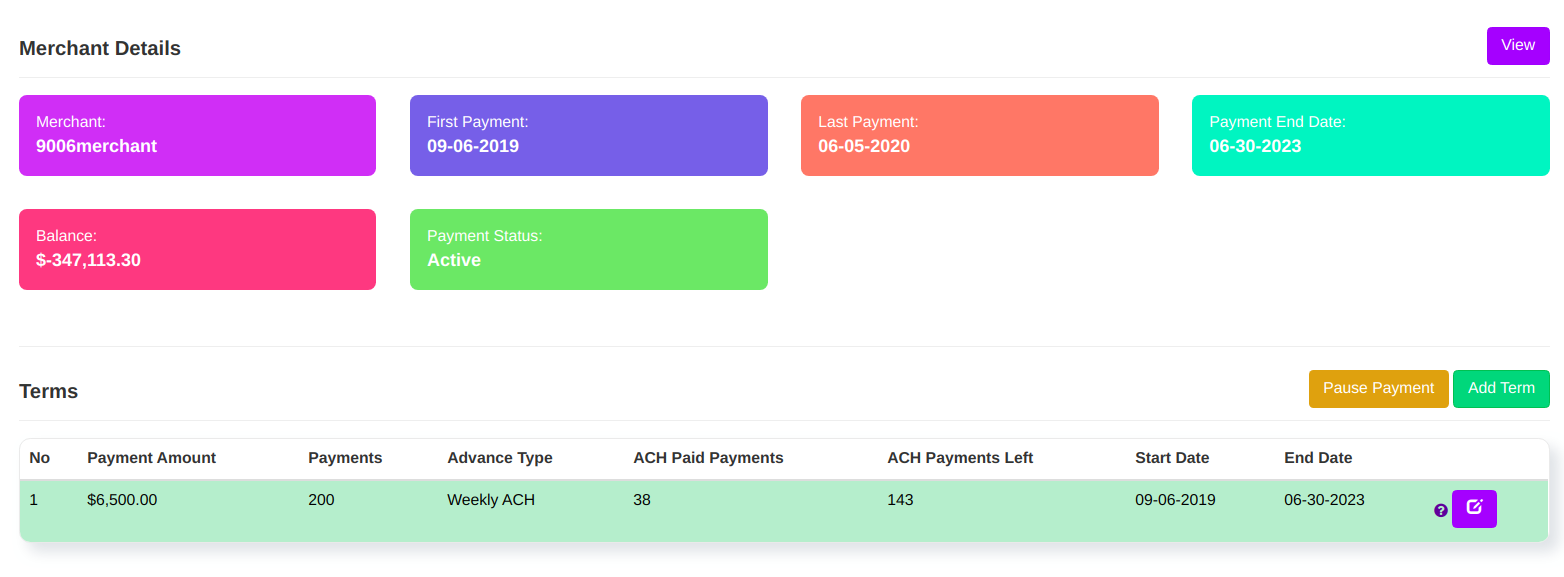 Merchant Details
View
Merchant: First Payment: Last Payment: Payment End Date:
9006merchant 09-06-2019 06-05-2020 06-30-2023
Balance: Payment Status:
$-347,113.30 Active
Terms
Pause Payment Add Term
No Payment Amount Payments Advance Type ACH Paid Payments ACH Payments Left Start Date End Date
1 $6,500.00 200 Weekly ACH 38 143 09-06-2019 06-30-2023 ?